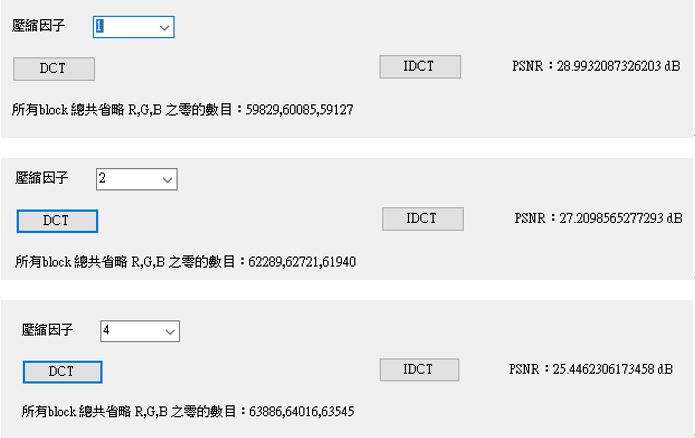 壓縮因子 1
DCT IDCT PSNR：28.9932087326203 dB
所有block 總共省略 R,G,B 之零的數目：59829,60085,59127
壓縮因子 2
DCT IDCT PSNR：27.2098565277293 dB
所有block 總共省略 R,G,B 之零的數目：62289,62721,61940
壓縮因子 4
DCT IDCT PSNR：25.4462306173458 dB
所有block 總共省略 R,G,B 之零的數目：63886,64016,63545